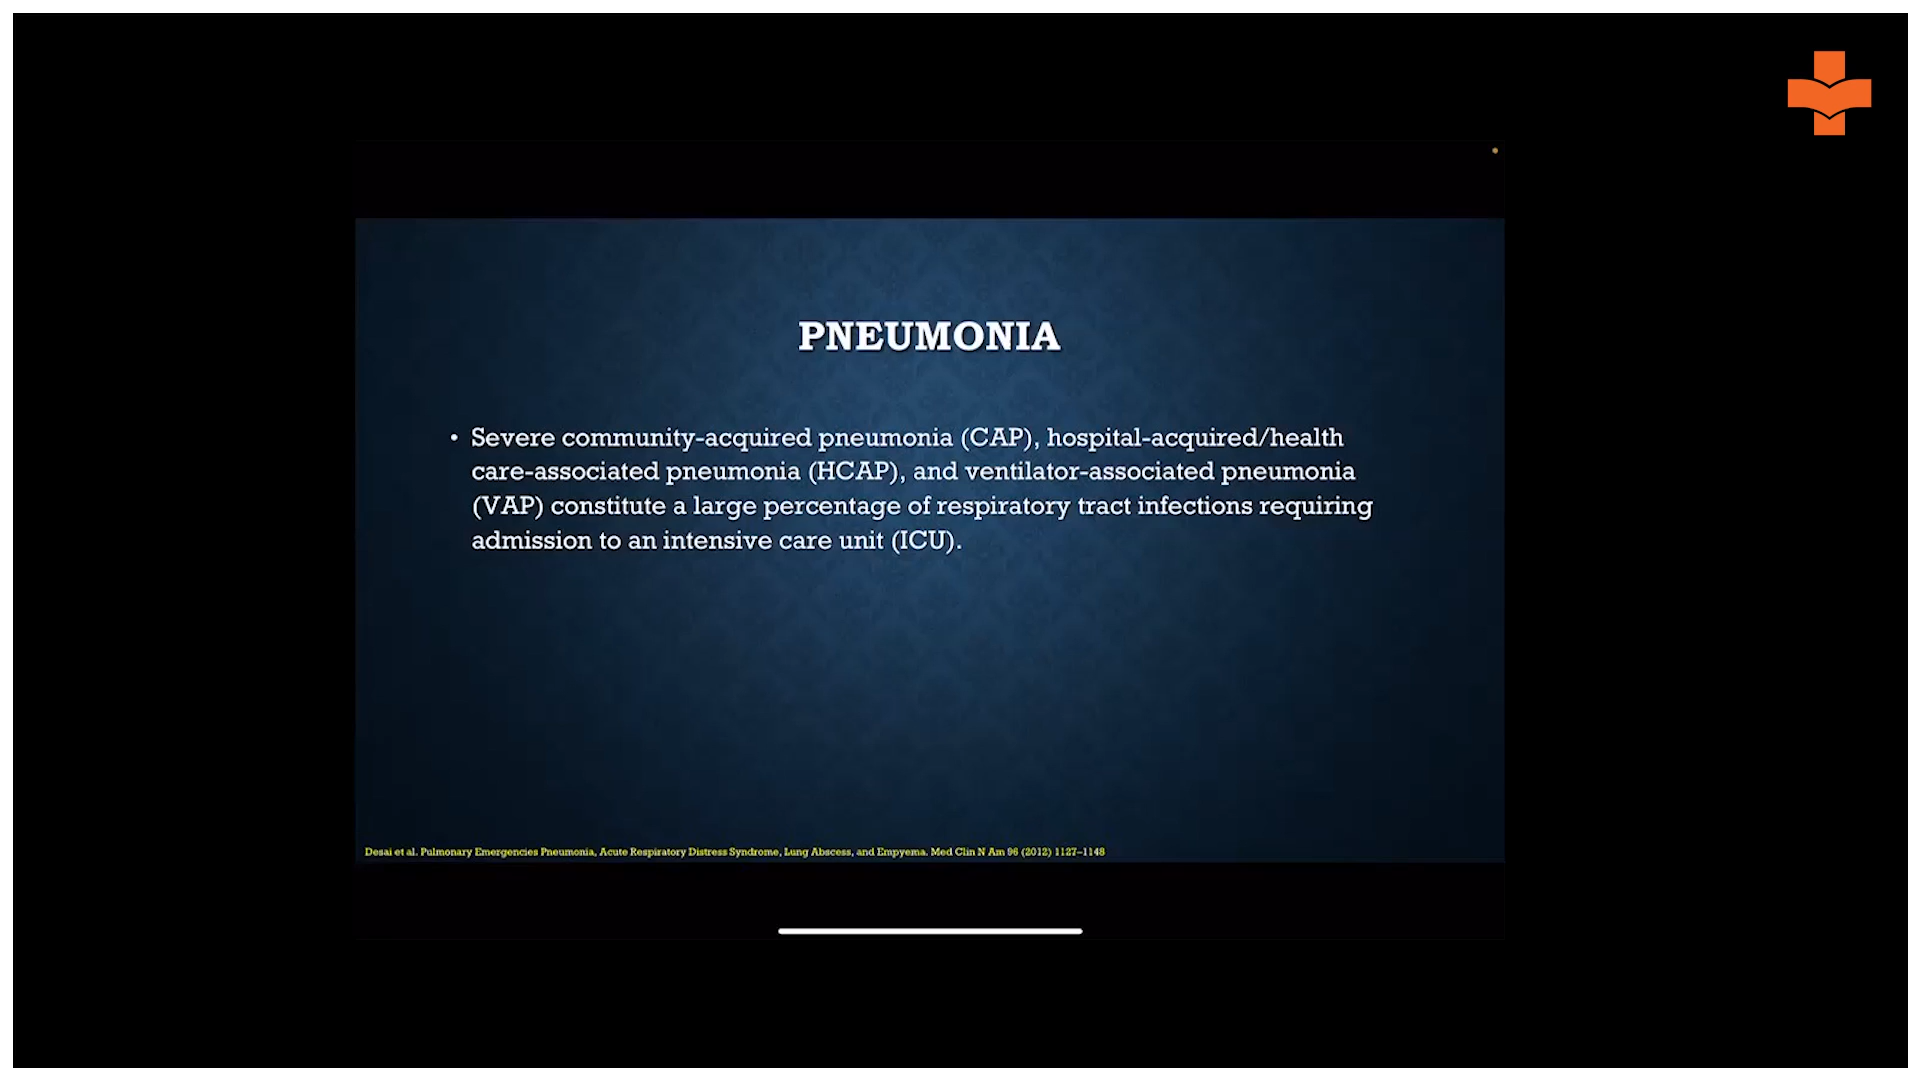 PNEUMONIA
• Severe community-acquired pneumonia (CAP), hospital-acquired/health
care-associated pneumonia (HCAP), and ventilator-associated pneumonia
(VAP) constitute a large percentage of respiratory tract infections requiring
admission to an intensive care unit (ICU).
Desai et al. Pulmonary Emergencies Pneumonia, Acute Respiratory Distress Syndrome, Lung Abscess, and Empyema. Med Clin N Am 96 (2012) 1127–1148